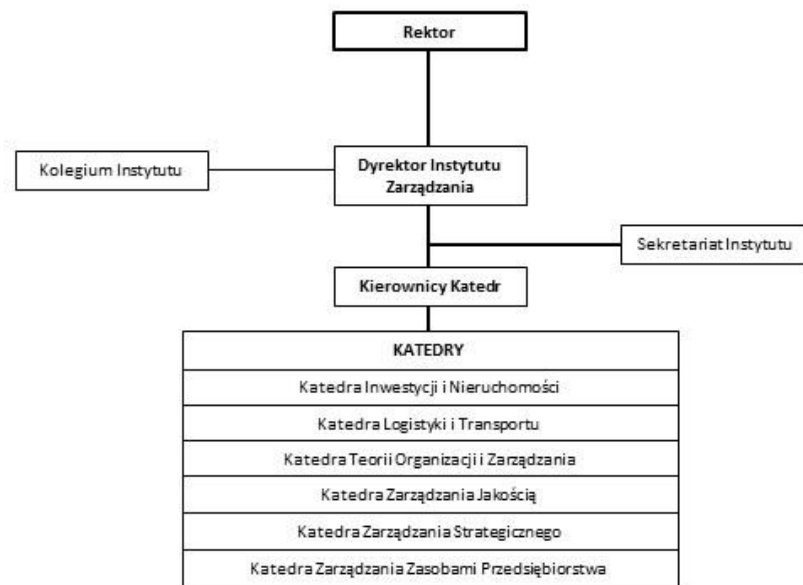 Rektor
Kolegium Instytutu
Dyrektor Instytutu
Zarządzania
Sekretariat Instytutu
Kierownicy Katedr
KATEDRY
Katedra Inwestycji i Nieruchomości
Katedra Logistyki i Transportu
Katedra Teorii Organizacji i Zarządzania
Katedra Zarządzania Jakością
Katedra Zarządzania Strategicznego
Katedra Zarządzania Zasobami Przedsiębiorstwa